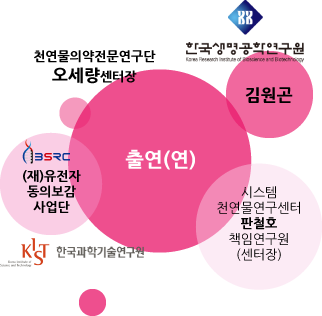 한국생명공학연구원
Korea Research Institute of Bioscience and Biotechnology
천연물의약전문연구단
오세량센터장
김원곤
출연(연)
BSRC
(재)유전자
동의보감
사업단
시스템
천연물연구센터
판철호
책임연구원
(센터장)
KIST 한국과학기술연구원
Korea Institute of
Science and Technology